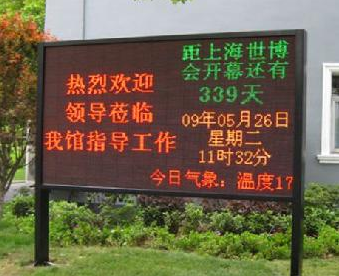 热烈欢迎
领导莅临
我馆指导工作
距上海世博
会开幕还有
339天
09年05月26日
星期二
11时32分
今日气象：温度17